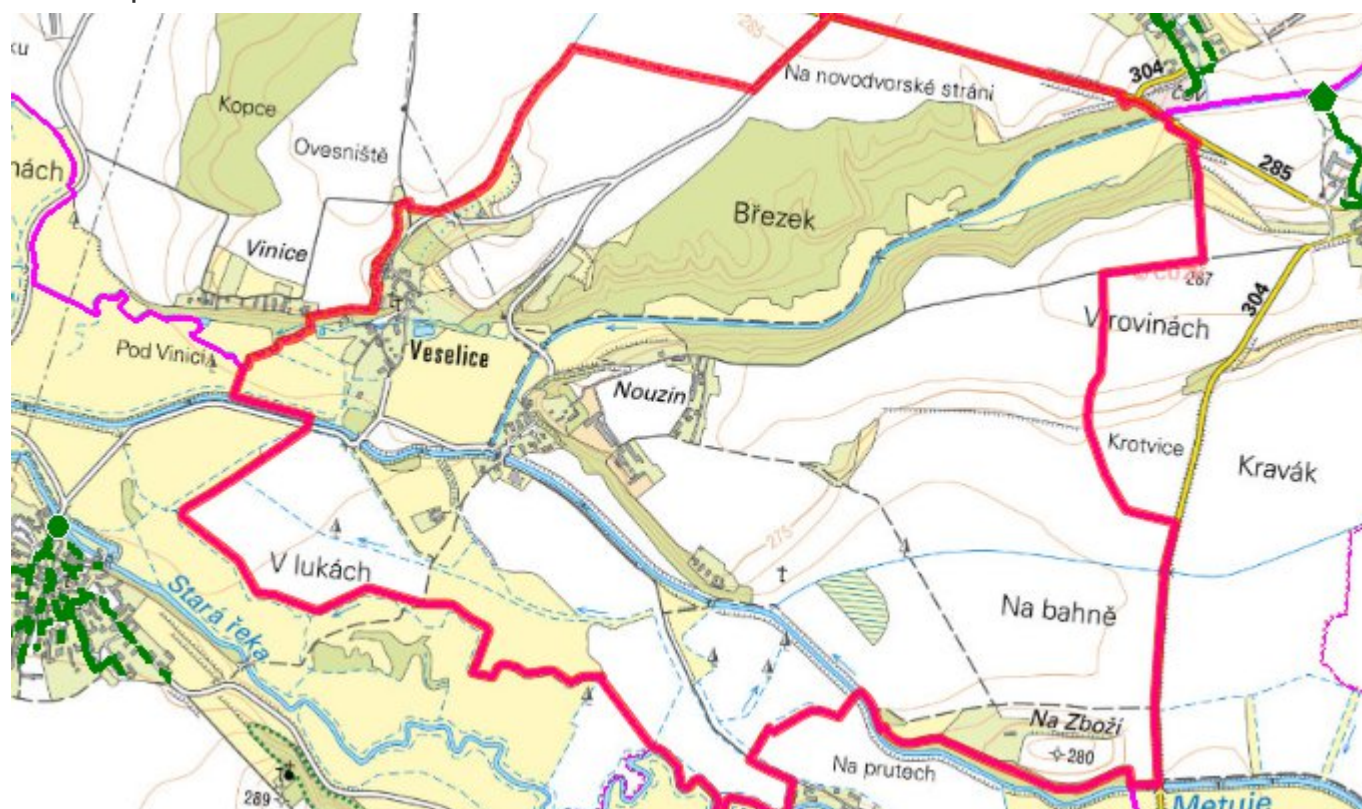 304
Na novodvorské stráni
ČOV
Kopce
Ovesniště
285
Březek
Vinice
287
304
V rovinách
Pod Vinicí
Veselice
Nouzín
Krotvice
Kravák
275
V lukách
Stará řeka
Na bahně
Na Zboží
280
Na prutech
289
Metuje